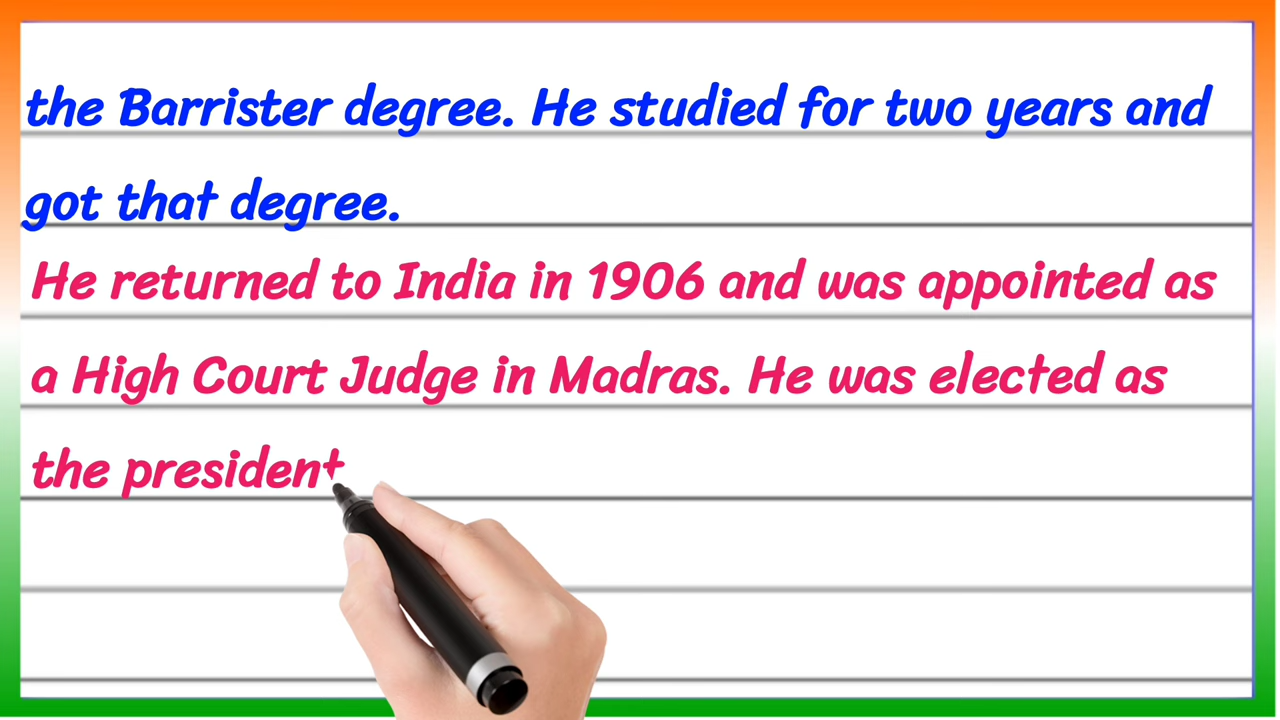 the Barrister degree. He studied for two years and
got that degree.
He returned to India in 1906 and was appointed as
a High Court Judge in Madras. He was elected as
the president